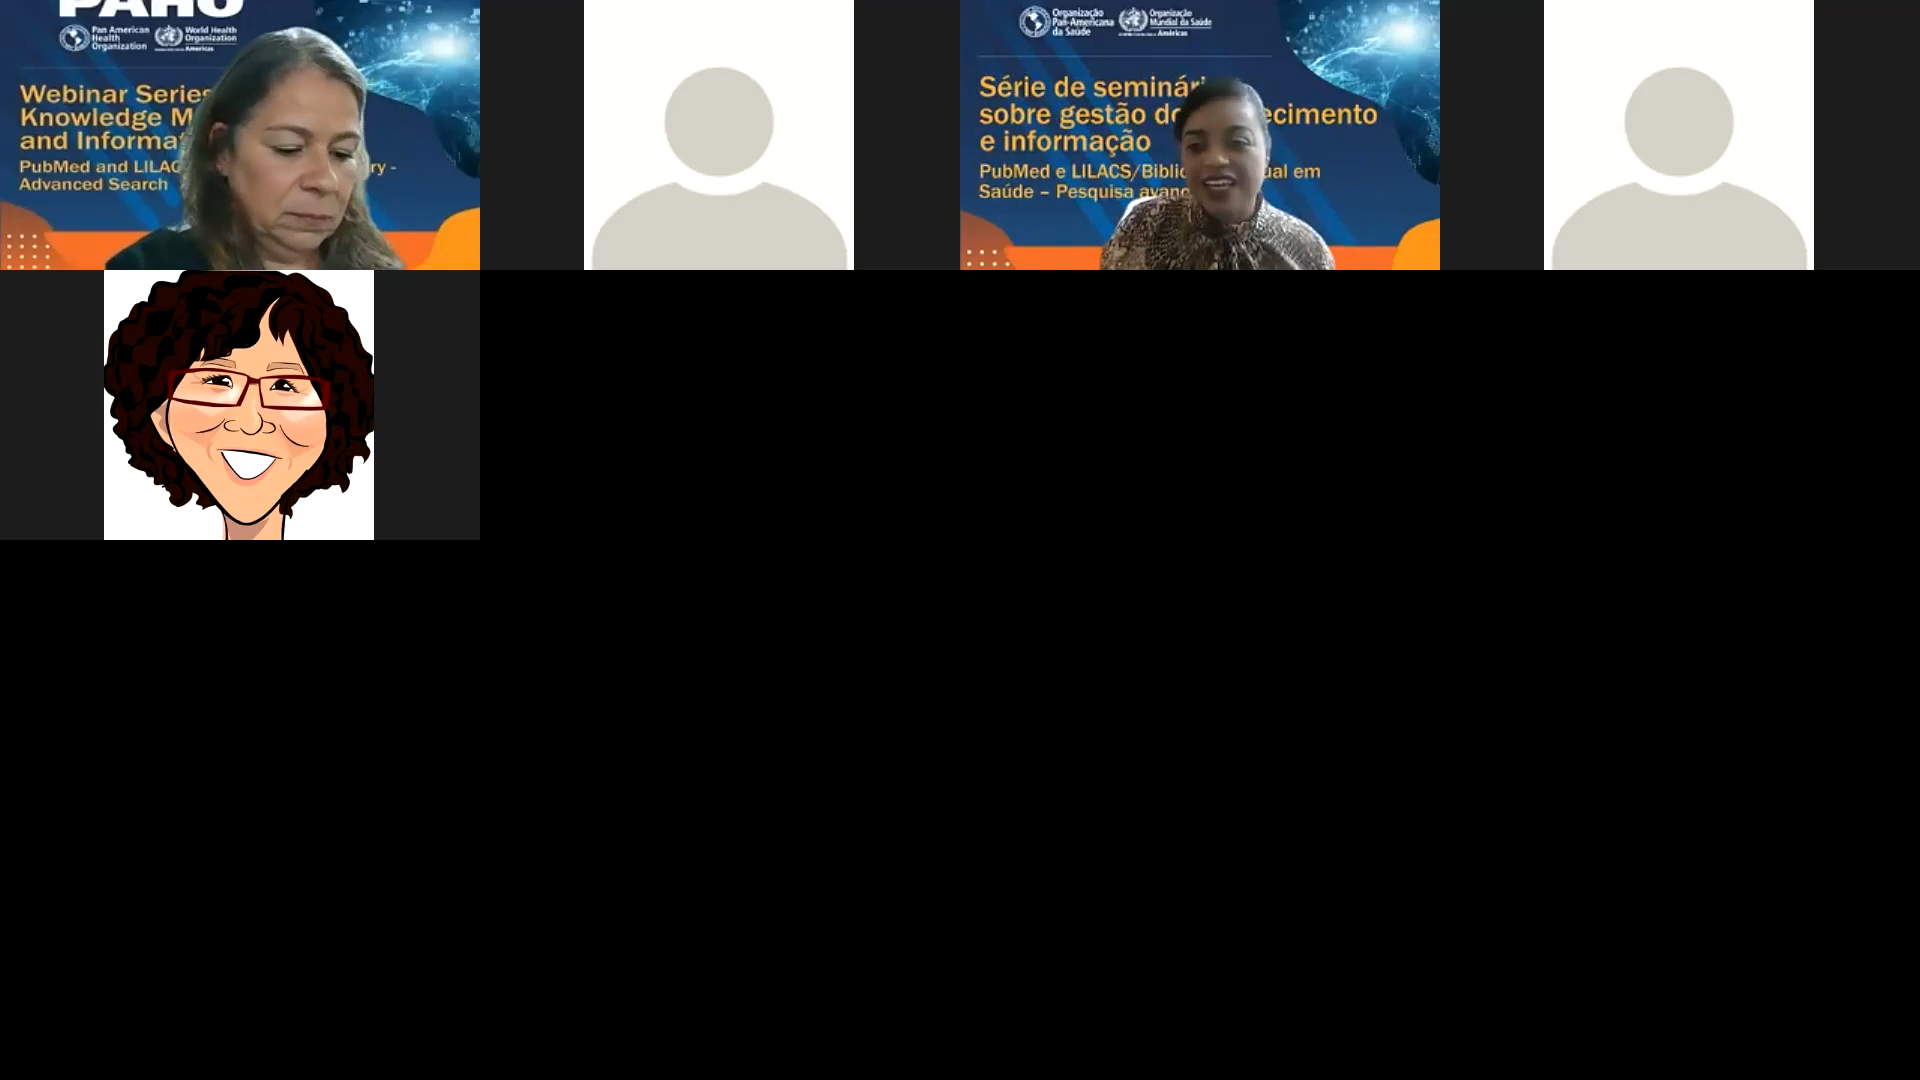 PAHO
Pan American
Health
Organization
World Health
Organization
Americas
Webinar Series
Knowledge M
and Informat
PubMed and LILAC ry -
Advanced Search
Organização
Pan-Americana
da Saúde
Organização
Mundial da Saúde
Américas
Série de seminári
sobre gestão do ecimento
e informação
PubMed e LILACS/Biblio ual em
Saúde – Pesquisa avanç